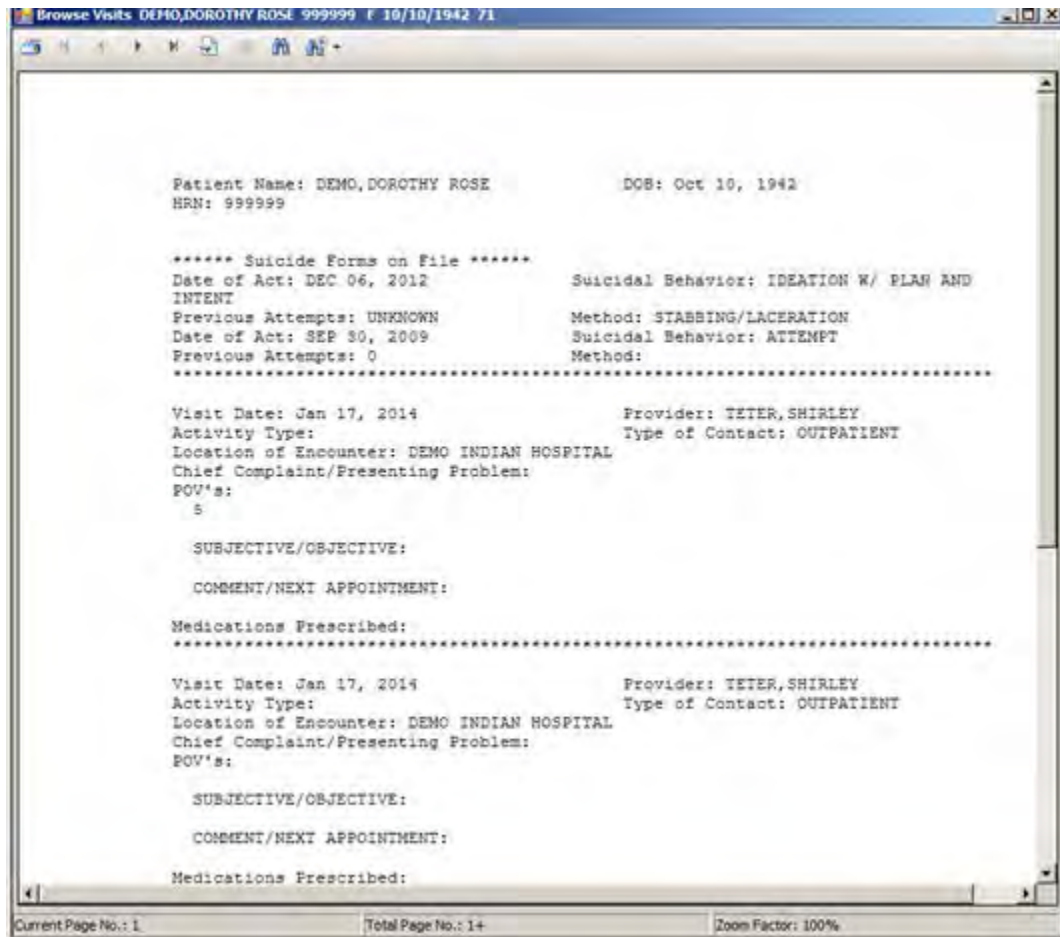 Browse Visits DEMO,DOROTHY ROSE 999999 F 10/10/1942 71
Patient Name: DEMO,DOROTHY ROSE DOB: Oct 10, 1942
HRN: 999999
****** Suicide Forms on File ******
Date of Act: DEC 06, 2012 Suicidal Behavior: IDEATION W/ PLAN AND
INTENT
Previous Attempts: UNKNOWN Method: STABBING/LACERATION
Date of Act: SEP 30, 2009 Suicidal Behavior: ATTEMPT
Previous Attempts: 0 Method:
*******************************************************************************
Visit Date: Jan 17, 2014 Provider: TETER,SHIRLEY
Activity Type: Type of Contact: OUTPATIENT
Location of Encounter: DEMO INDIAN HOSPITAL
Chief Complaint/Presenting Problem:
POV's:
5
SUBJECTIVE/OBJECTIVE:
COMMENT/NEXT APPOINTMENT:
Medications Prescribed:
*******************************************************************************
Visit Date: Jan 17, 2014 Provider: TETER,SHIRLEY
Activity Type: Type of Contact: OUTPATIENT
Location of Encounter: DEMO INDIAN HOSPITAL
Chief Complaint/Presenting Problem:
POV's:
SUBJECTIVE/OBJECTIVE:
COMMENT/NEXT APPOINTMENT:
Medications Prescribed:
Current Page No.: 1 Total Page No.: 1+ Zoom Factor: 100%